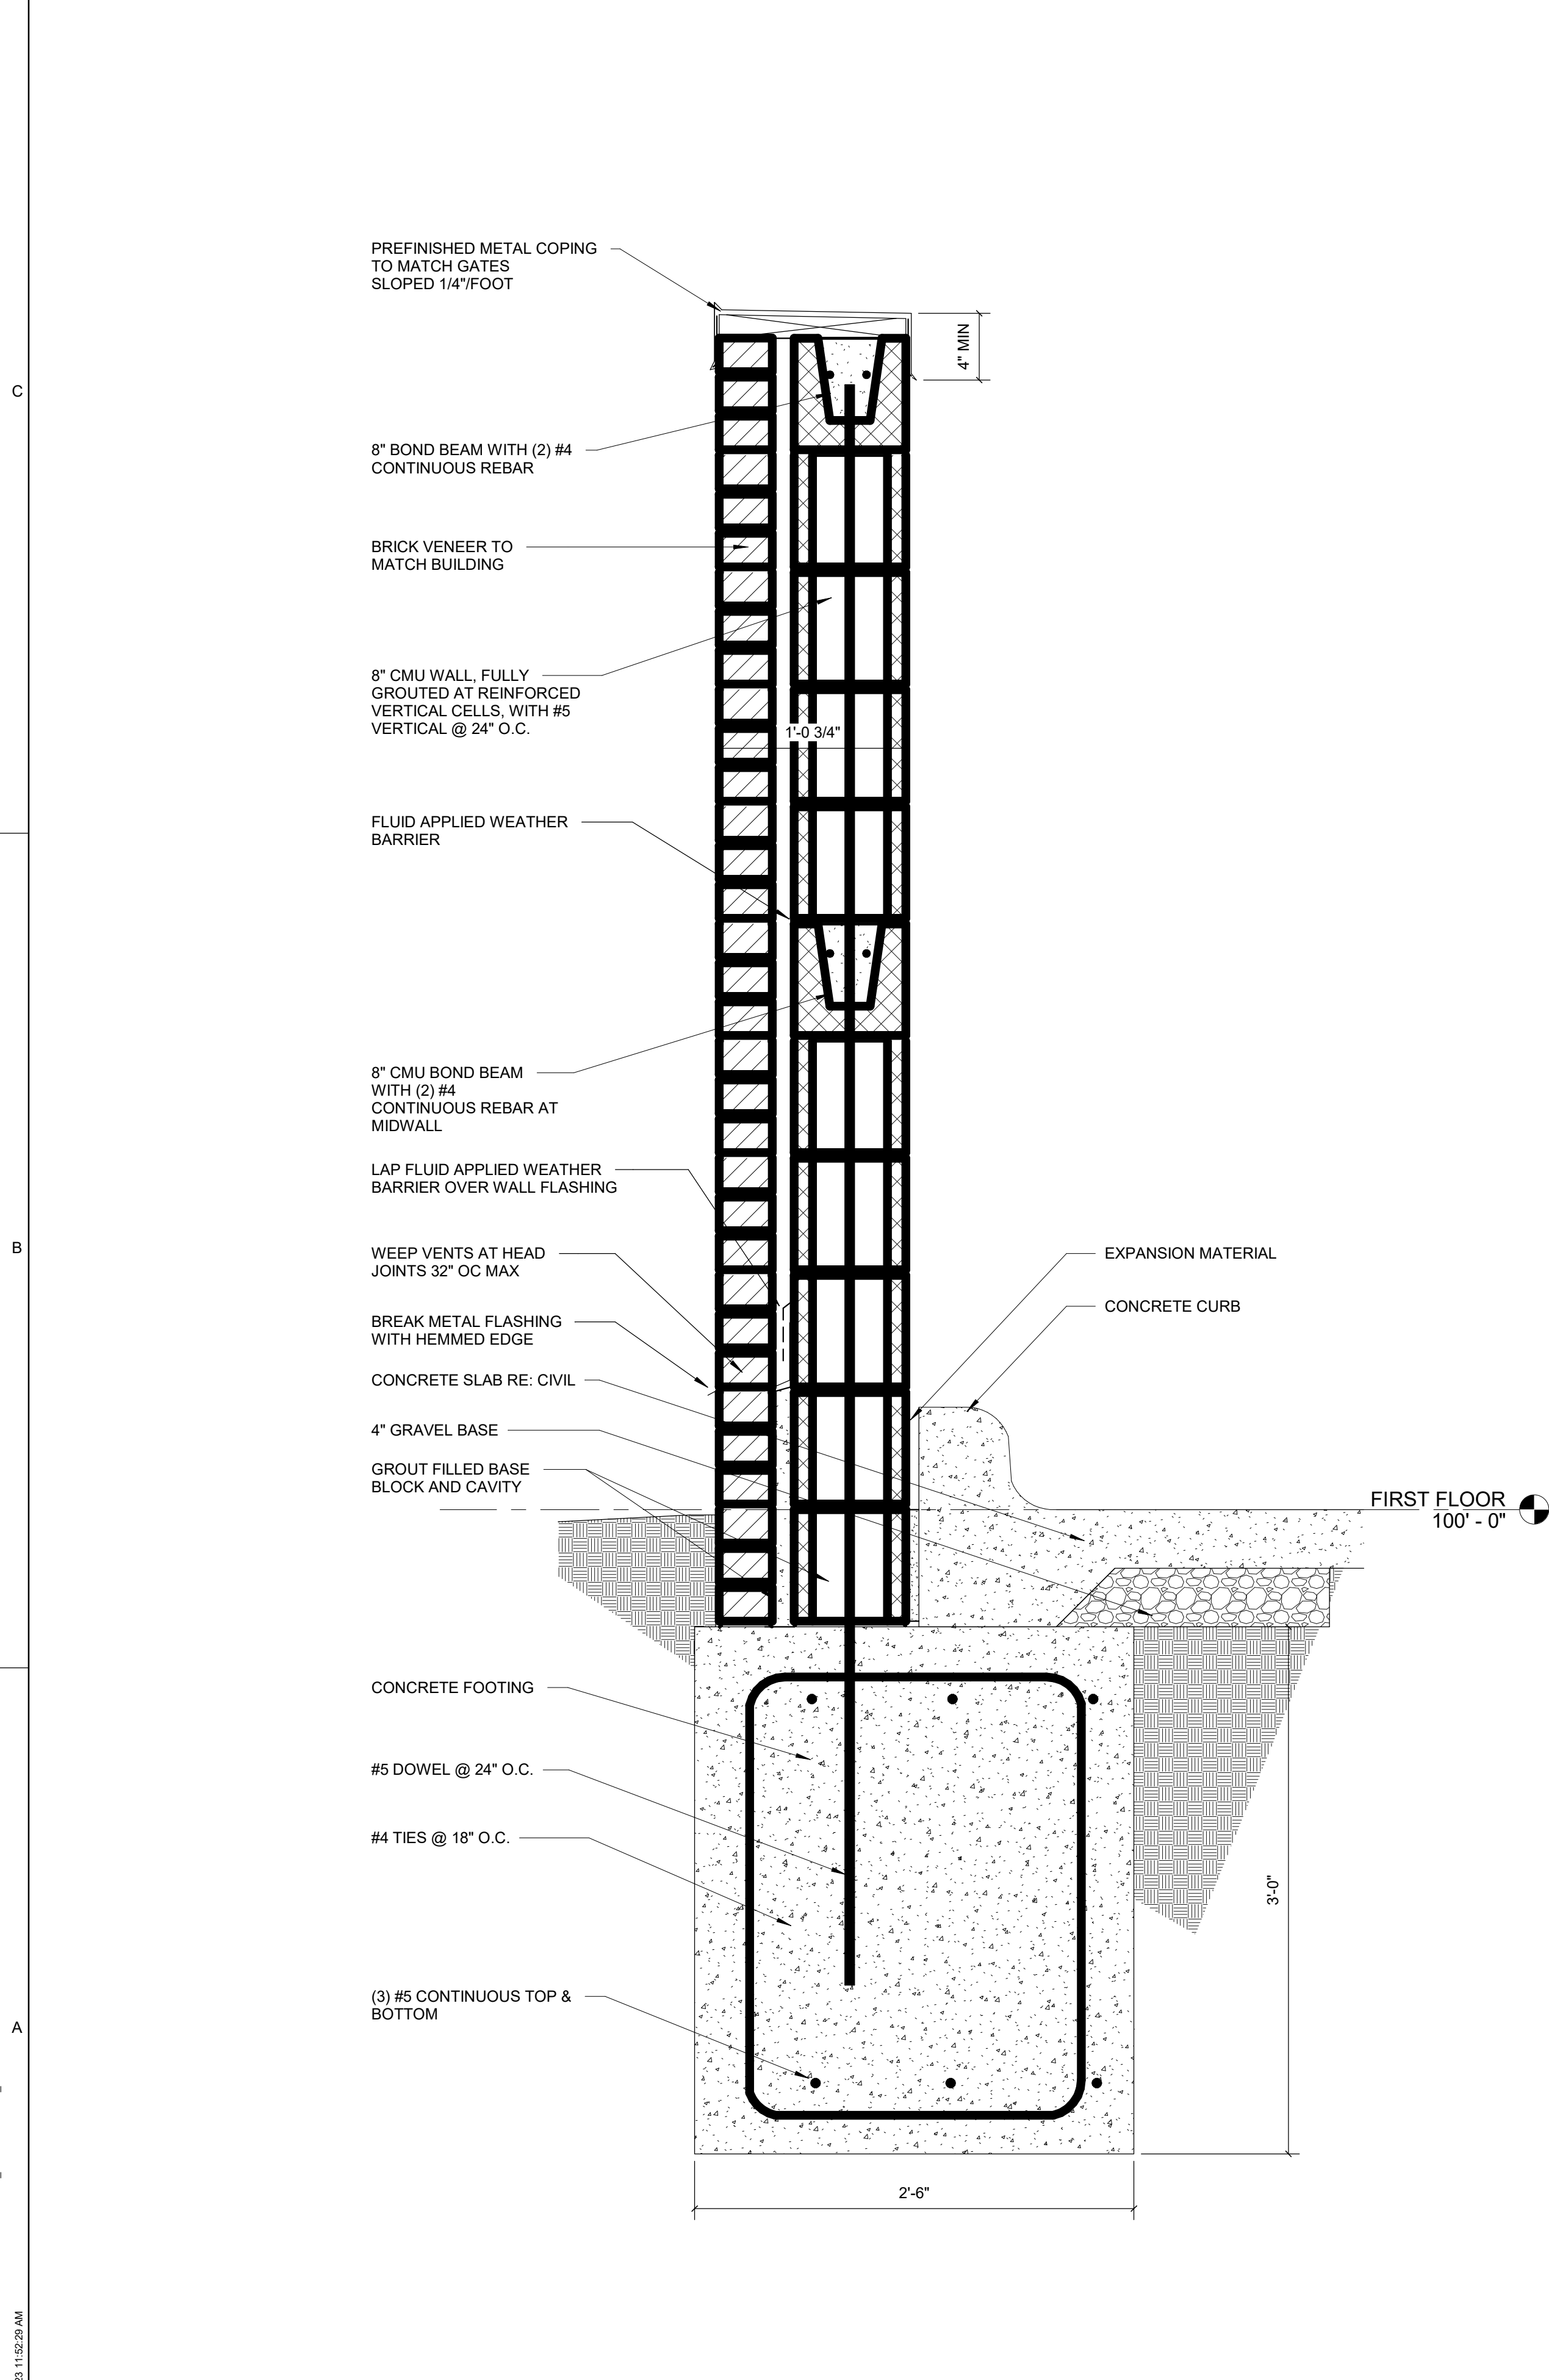 PREFINISHED METAL COPING
TO MATCH GATES
SLOPED 1/4"/FOOT
4" MIN
C
8" BOND BEAM WITH (2) #4
CONTINUOUS REBAR
BRICK VENEER TO
MATCH BUILDING
8" CMU WALL, FULLY
GROUTED AT REINFORCED
VERTICAL CELLS, WITH #5
VERTICAL @ 24" O.C.
1'-0 3/4"
FLUID APPLIED WEATHER
BARRIER
8" CMU BOND BEAM
WITH (2) #4
CONTINUOUS REBAR AT
MIDWALL
LAP FLUID APPLIED WEATHER
BARRIER OVER WALL FLASHING
B
WEEP VENTS AT HEAD
JOINTS 32" OC MAX
EXPANSION MATERIAL
CONCRETE CURB
BREAK METAL FLASHING
WITH HEMMED EDGE
CONCRETE SLAB RE: CIVIL
4" GRAVEL BASE
GROUT FILLED BASE
BLOCK AND CAVITY
FIRST FLOOR
100' - 0"
CONCRETE FOOTING
#5 DOWEL @ 24" O.C.
#4 TIES @ 18" O.C.
3'-0"
(3) #5 CONTINUOUS TOP &
BOTTOM
A
2'-6"
23 11:52:29 AM